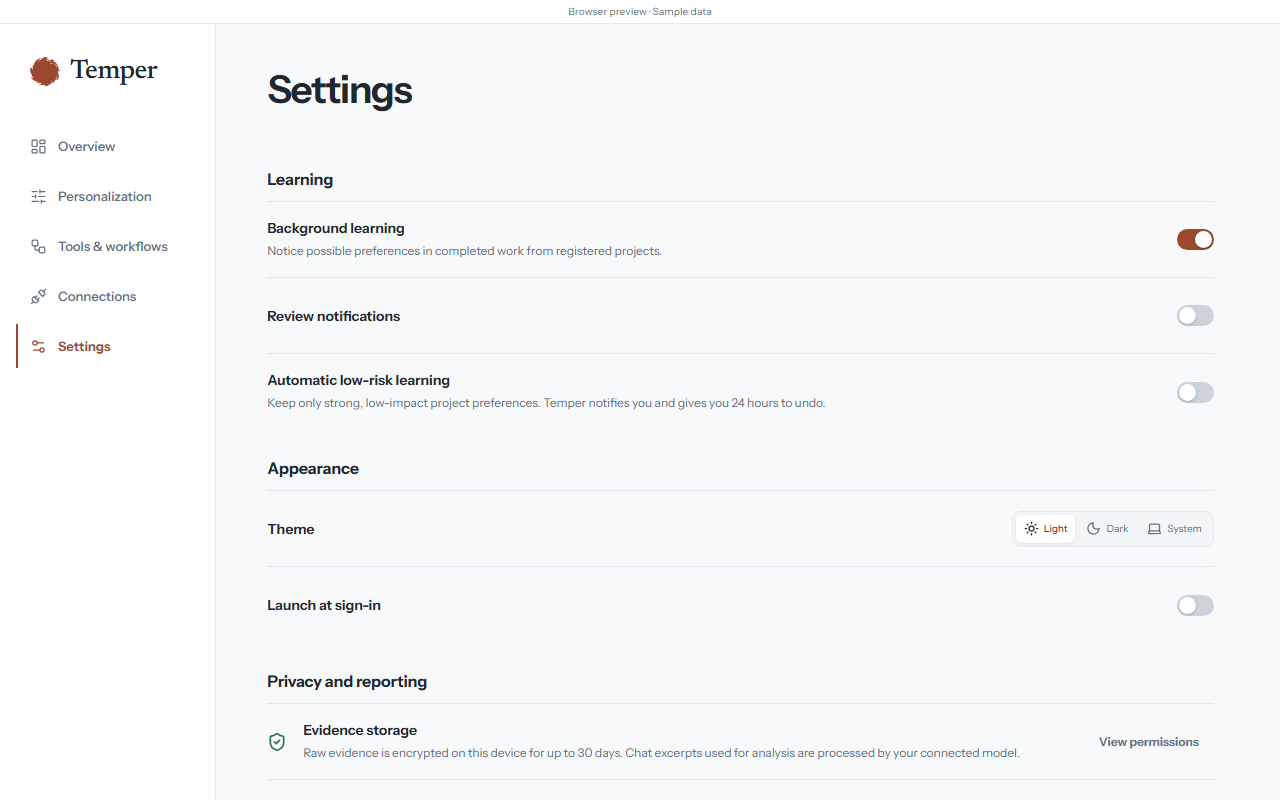 Browser preview · Sample data
Temper
Overview
Personalization
Tools & workflows
Connections
Settings
Settings
Learning
Background learning
Notice possible preferences in completed work from registered projects.
Review notifications
Automatic low-risk learning
Keep only strong, low-impact project preferences. Temper notifies you and gives you 24 hours to undo.
Appearance
Theme
Light
Dark
System
Launch at sign-in
Privacy and reporting
Evidence storage
Raw evidence is encrypted on this device for up to 30 days. Chat excerpts used for analysis are processed by your connected model.
View permissions